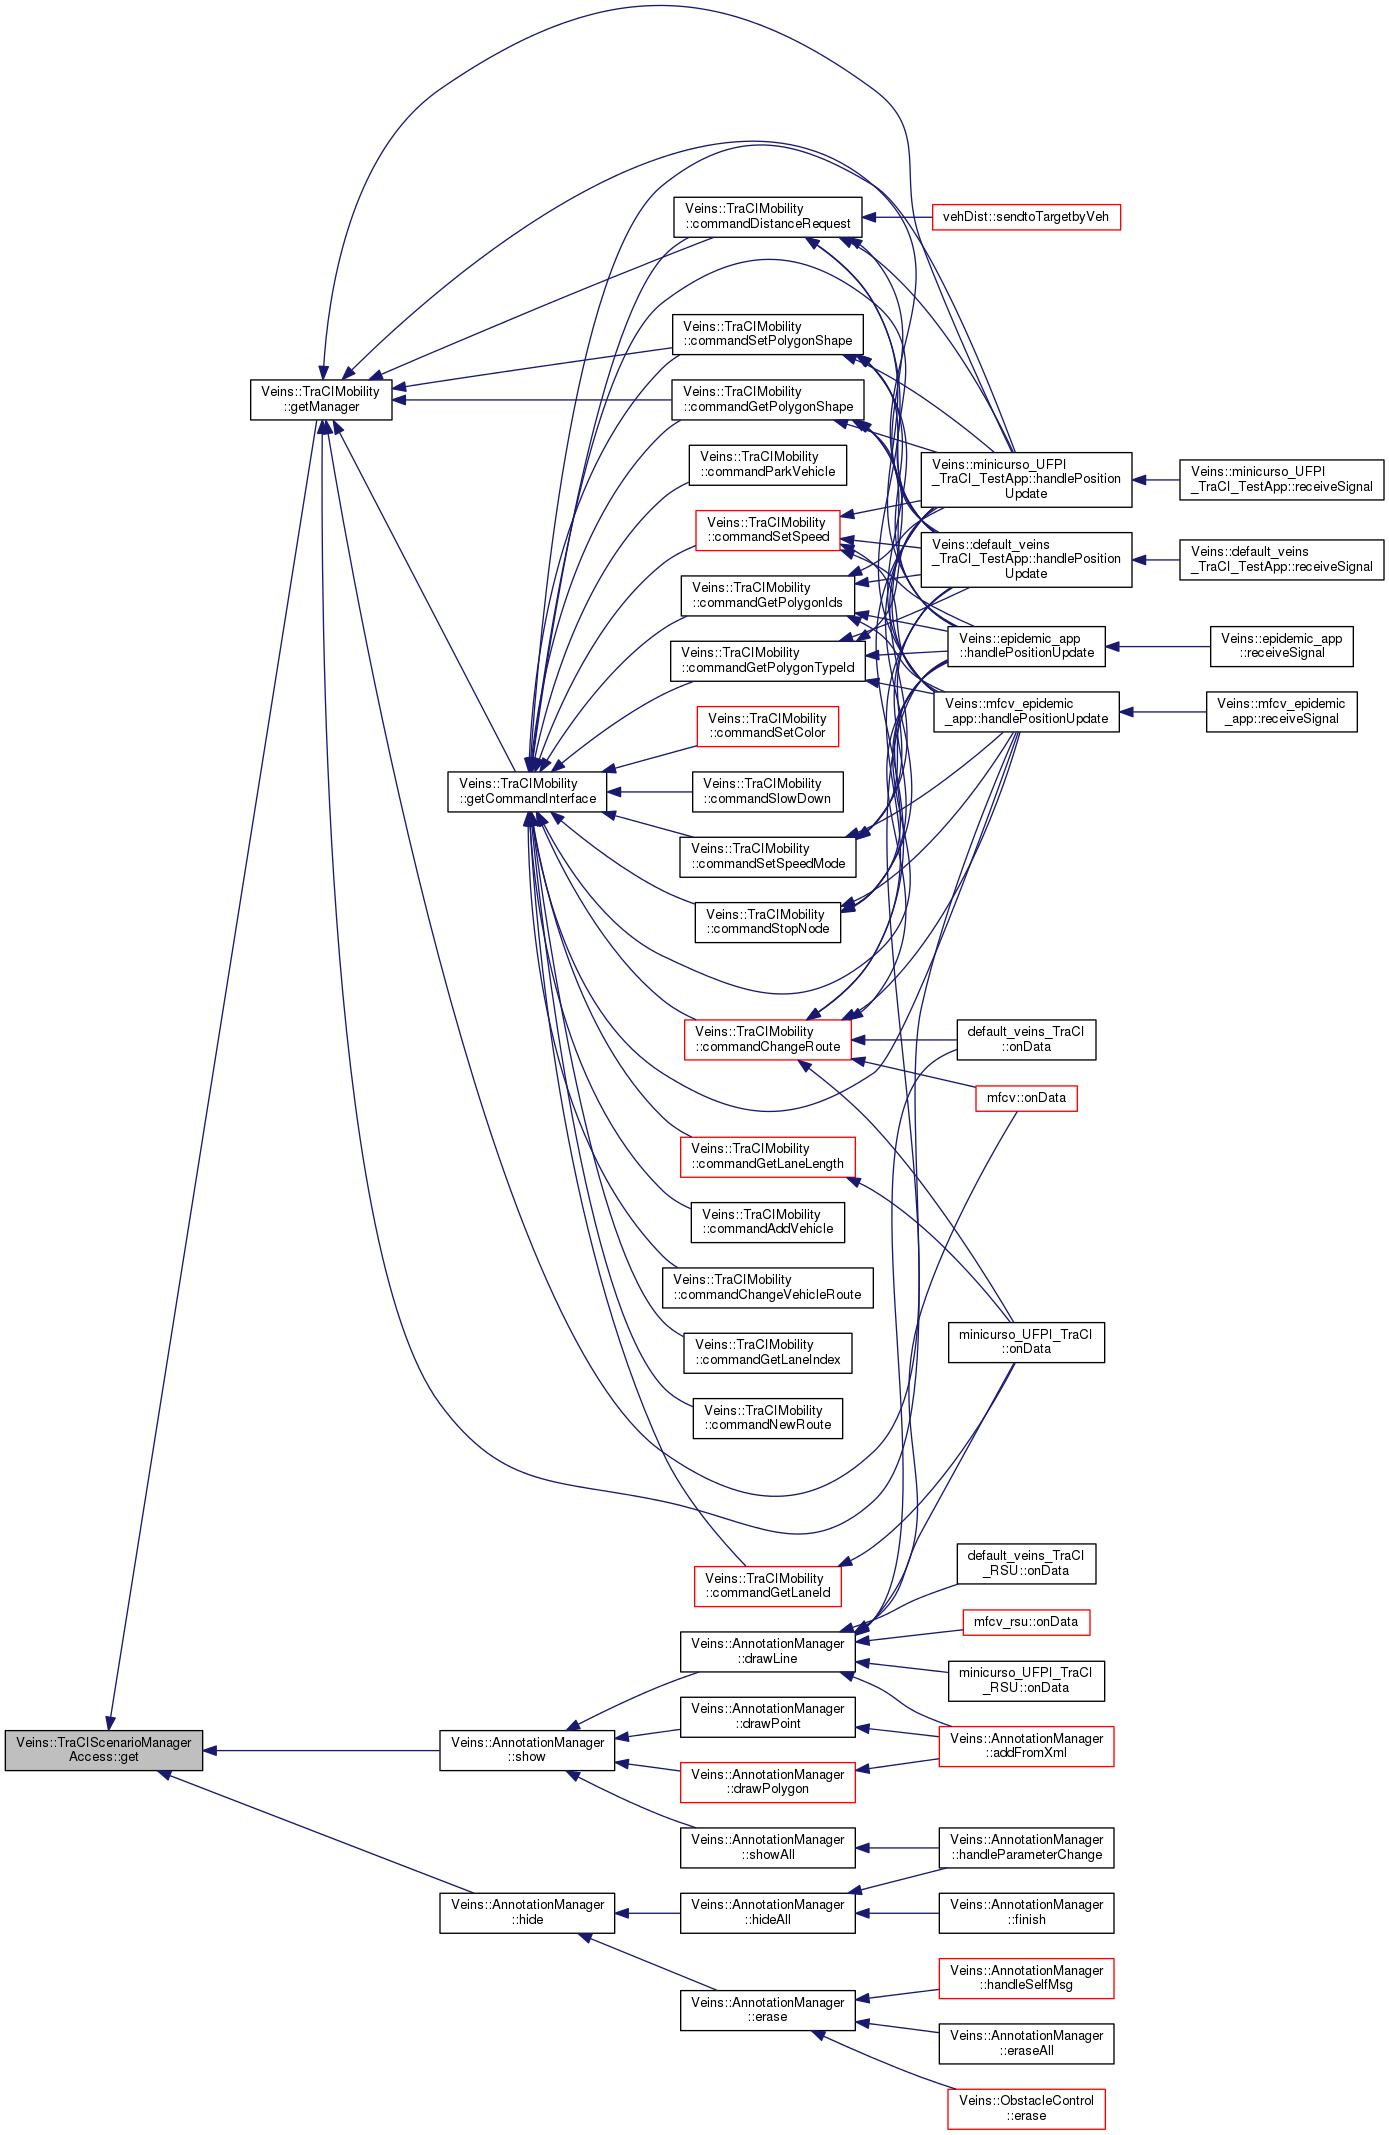 Veins::TraCIScenarioManager
Access::get
Veins::TraCIMobility
::getManager
Veins::TraCIMobility
::getCommandInterface
Veins::AnnotationManager
::show
Veins::AnnotationManager
::hide
Veins::TraCIMobility
::commandDistanceRequest
Veins::TraCIMobility
::commandSetPolygonShape
Veins::TraCIMobility
::commandGetPolygonShape
Veins::TraCIMobility
::commandParkVehicle
Veins::TraCIMobility
::commandSetSpeed
Veins::TraCIMobility
::commandGetPolygonIds
Veins::TraCIMobility
::commandGetPolygonTypeId
Veins::TraCIMobility
::commandSetColor
Veins::TraCIMobility
::commandSlowDown
Veins::TraCIMobility
::commandSetSpeedMode
Veins::TraCIMobility
::commandStopNode
Veins::TraCIMobility
::commandChangeRoute
Veins::TraCIMobility
::commandGetLaneLength
Veins::TraCIMobility
::commandAddVehicle
Veins::TraCIMobility
::commandChangeVehicleRoute
Veins::TraCIMobility
::commandGetLaneIndex
Veins::TraCIMobility
::commandNewRoute
Veins::TraCIMobility
::commandGetLaneId
Veins::AnnotationManager
::drawLine
Veins::AnnotationManager
::drawPoint
Veins::AnnotationManager
::drawPolygon
Veins::AnnotationManager
::showAll
Veins::AnnotationManager
::hideAll
Veins::AnnotationManager
::erase
vehDist::sendtoTargetbyVeh
Veins::minicurso_UFPI
_TraCI_TestApp::handlePosition
Update
Veins::default_veins
_TraCI_TestApp::handlePosition
Update
Veins::epidemic_app
::handlePositionUpdate
Veins::mfcv_epidemic
_app::handlePositionUpdate
default_veins_TraCI
::onData
mfcv::onData
minicurso_UFPI_TraCI
::onData
default_veins_TraCI
_RSU::onData
mfcv_rsu::onData
minicurso_UFPI_TraCI
_RSU::onData
Veins::AnnotationManager
::addFromXml
Veins::AnnotationManager
::handleParameterChange
Veins::AnnotationManager
::finish
Veins::AnnotationManager
::handleSelfMsg
Veins::AnnotationManager
::eraseAll
Veins::ObstacleControl
::erase
Veins::minicurso_UFPI
_TraCI_TestApp::receiveSignal
Veins::default_veins
_TraCI_TestApp::receiveSignal
Veins::epidemic_app
::receiveSignal
Veins::mfcv_epidemic
_app::receiveSignal